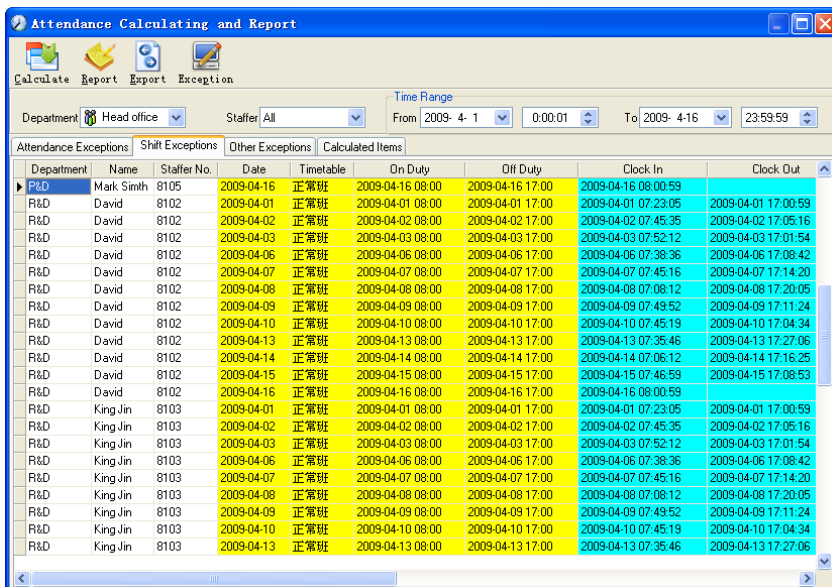 Attendance Calculating and Report
Calculate Report Export Exception
Time Range
Department Head office Staffer All From 2009- 4- 1 0:00:01 To 2009- 4-16 23:59:59
Attendance Exceptions Shift Exceptions Other Exceptions Calculated Items
Department Name Staffer No. Date Timetable On Duty Off Duty Clock In Clock Out
R&D Mark Simth 8105 2009-04-16 正常班 2009-04-16 08:00 2009-04-16 17:00 2009-04-16 08:00:59
R&D David 8102 2009-04-01 正常班 2009-04-01 08:00 2009-04-01 17:00 2009-04-01 07:23:05 2009-04-01 17:00:59
R&D David 8102 2009-04-02 正常班 2009-04-02 08:00 2009-04-02 17:00 2009-04-02 07:45:35 2009-04-02 17:05:16
R&D David 8102 2009-04-03 正常班 2009-04-03 08:00 2009-04-03 17:00 2009-04-03 07:52:12 2009-04-03 17:01:54
R&D David 8102 2009-04-06 正常班 2009-04-06 08:00 2009-04-06 17:00 2009-04-06 07:38:36 2009-04-06 17:08:42
R&D David 8102 2009-04-07 正常班 2009-04-07 08:00 2009-04-07 17:00 2009-04-07 07:45:16 2009-04-07 17:14:20
R&D David 8102 2009-04-08 正常班 2009-04-08 08:00 2009-04-08 17:00 2009-04-08 07:08:12 2009-04-08 17:20:05
R&D David 8102 2009-04-09 正常班 2009-04-09 08:00 2009-04-09 17:00 2009-04-09 07:49:52 2009-04-09 17:11:24
R&D David 8102 2009-04-10 正常班 2009-04-10 08:00 2009-04-10 17:00 2009-04-10 07:45:19 2009-04-10 17:04:34
R&D David 8102 2009-04-13 正常班 2009-04-13 08:00 2009-04-13 17:00 2009-04-13 07:35:46 2009-04-13 17:27:06
R&D David 8102 2009-04-14 正常班 2009-04-14 08:00 2009-04-14 17:00 2009-04-14 07:06:12 2009-04-14 17:16:25
R&D David 8102 2009-04-15 正常班 2009-04-15 08:00 2009-04-15 17:00 2009-04-15 07:46:59 2009-04-15 17:08:53
R&D David 8102 2009-04-16 正常班 2009-04-16 08:00 2009-04-16 17:00 2009-04-16 08:00:59
R&D King Jin 8103 2009-04-01 正常班 2009-04-01 08:00 2009-04-01 17:00 2009-04-01 07:23:05 2009-04-01 17:00:59
R&D King Jin 8103 2009-04-02 正常班 2009-04-02 08:00 2009-04-02 17:00 2009-04-02 07:45:35 2009-04-02 17:05:16
R&D King Jin 8103 2009-04-03 正常班 2009-04-03 08:00 2009-04-03 17:00 2009-04-03 07:52:12 2009-04-03 17:01:54
R&D King Jin 8103 2009-04-06 正常班 2009-04-06 08:00 2009-04-06 17:00 2009-04-06 07:38:36 2009-04-06 17:08:42
R&D King Jin 8103 2009-04-07 正常班 2009-04-07 08:00 2009-04-07 17:00 2009-04-07 07:45:16 2009-04-07 17:14:20
R&D King Jin 8103 2009-04-08 正常班 2009-04-08 08:00 2009-04-08 17:00 2009-04-08 07:08:12 2009-04-08 17:20:05
R&D King Jin 8103 2009-04-09 正常班 2009-04-09 08:00 2009-04-09 17:00 2009-04-09 07:49:52 2009-04-09 17:11:24
R&D King Jin 8103 2009-04-10 正常班 2009-04-10 08:00 2009-04-10 17:00 2009-04-10 07:45:19 2009-04-10 17:04:34
R&D King Jin 8103 2009-04-13 正常班 2009-04-13 08:00 2009-04-13 17:00 2009-04-13 07:35:46 2009-04-13 17:27:06